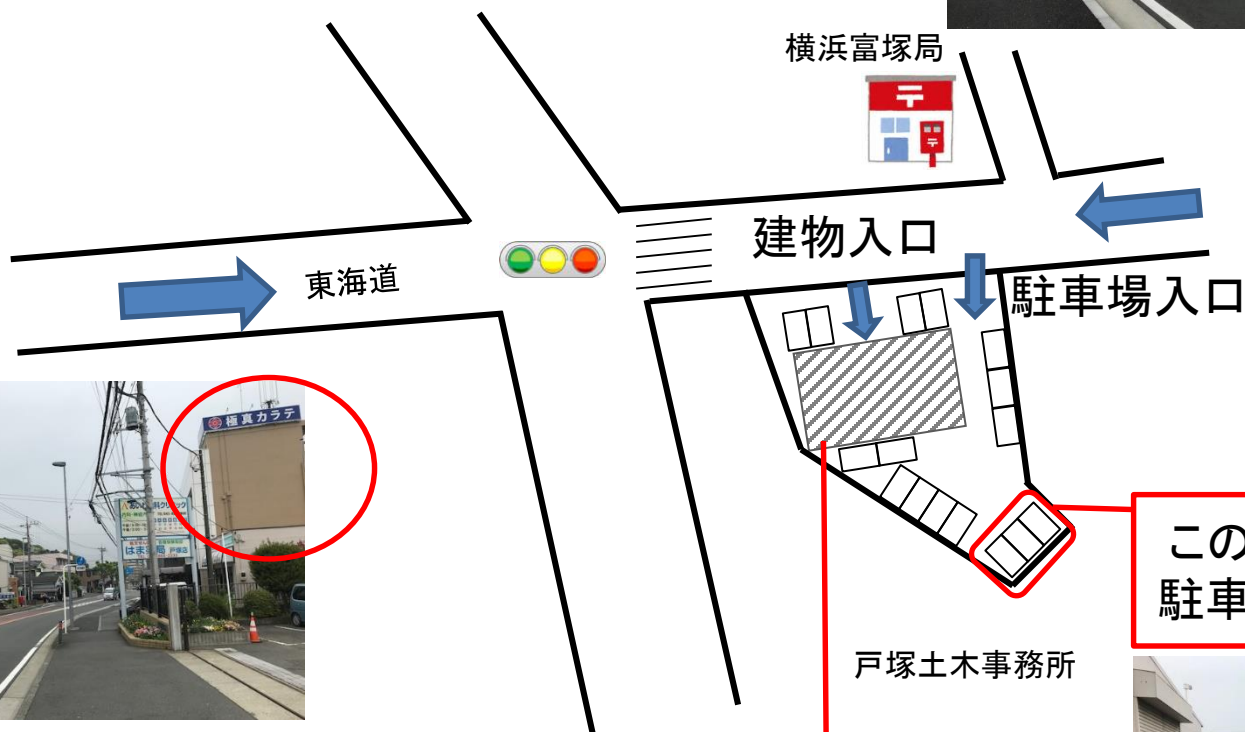 横浜富塚局
建物入口
東海道
駐車場入口
極真カラテ
この
駐車
戸塚土木事務所